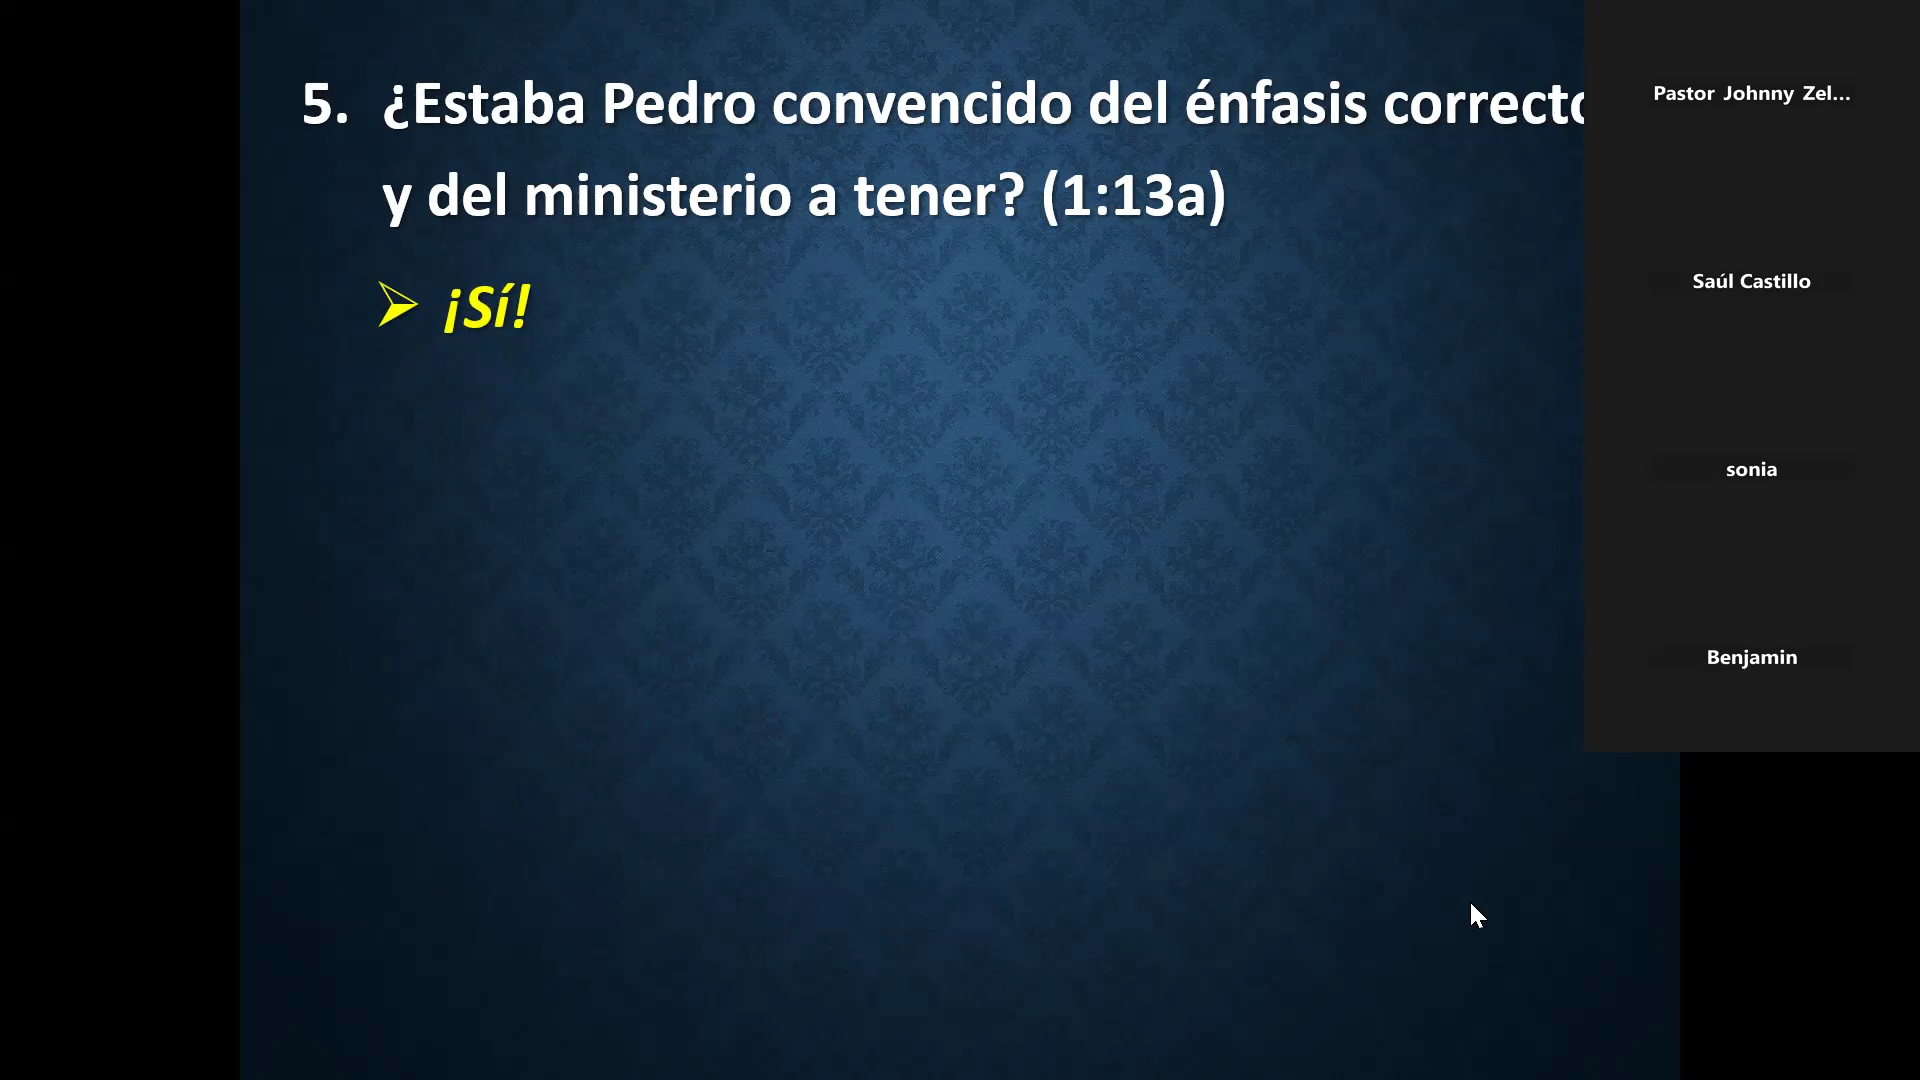 5. ¿Estaba Pedro convencido del énfasis correcto
y del ministerio a tener? (1:13a)
¡Sí!
Pastor Johnny Zel...
Saúl Castillo
sonia
Benjamin